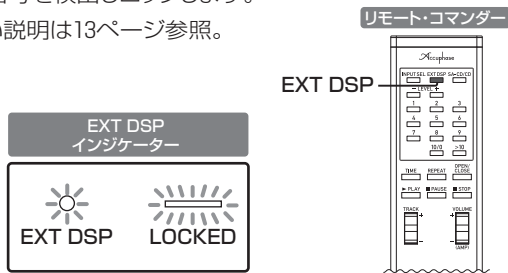 号を検出しロックします。
い説明は13ページ参照。
EXT DSP
インジケーター
EXT DSP
LOCKED
リモート・コマンダー
EXT DSP
Accuphase
INPUT SEL EXT DSP SA-CD/CD
− LEVEL +
1 2 3
4 5 6
7 8 9
10/0 >10
TIME REPEAT OPEN/CLOSE
► PLAY ▮▮PAUSE ■ STOP
TRACK VOLUME
+ +
− −
(AMP)